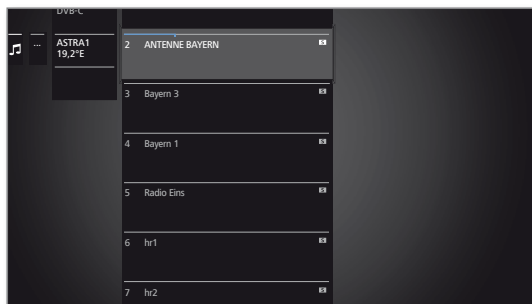 DVB-C
...
ASTRA1
19,2°E
2 ANTENNE BAYERN S
3 Bayern 3 S
4 Bayern 1 S
5 Radio Eins S
6 hr1 S
7 hr2 S